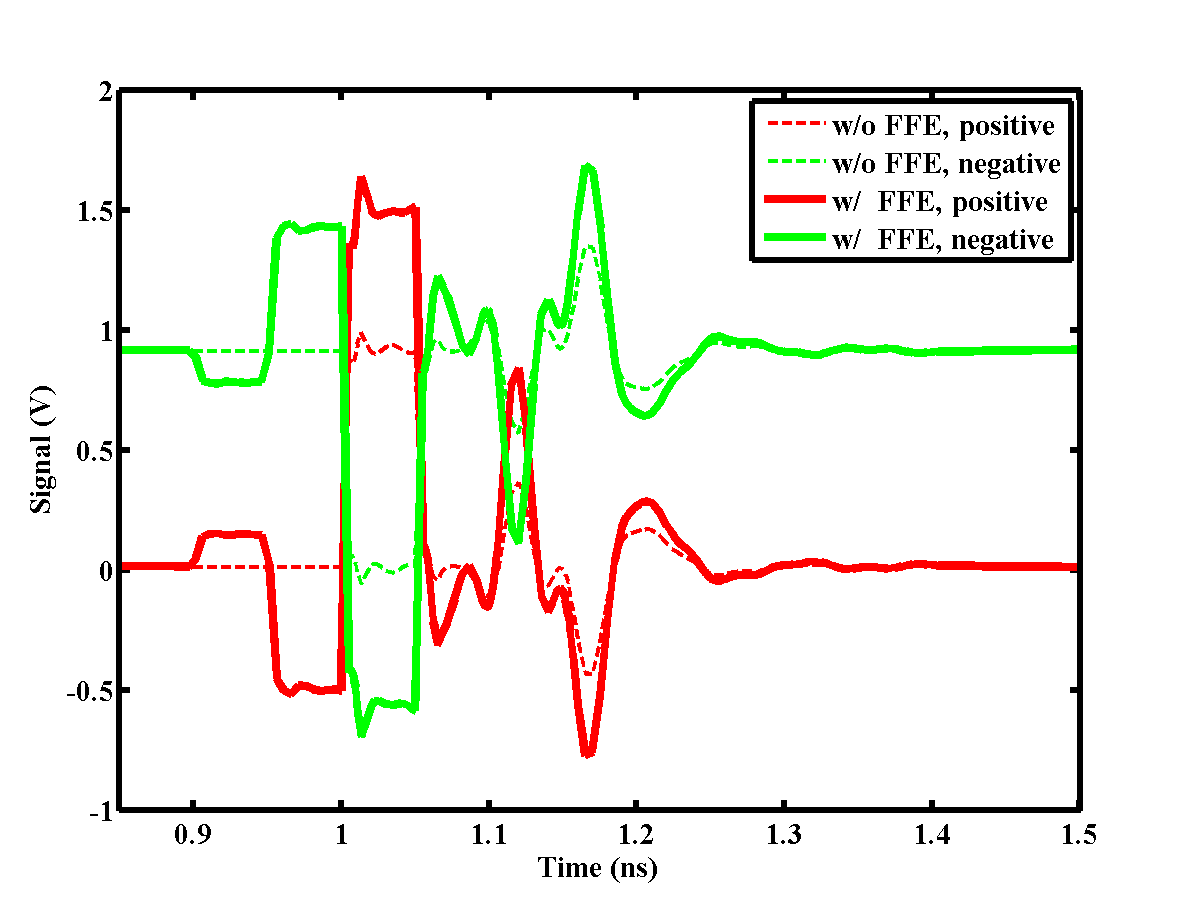 2
1.5
1
0.5
0
-0.5
-1
Signal (V)
w/o FFE, positive
w/o FFE, negative
w/  FFE, positive
w/  FFE, negative
0.9 1 1.1 1.2 1.3 1.4 1.5
Time (ns)